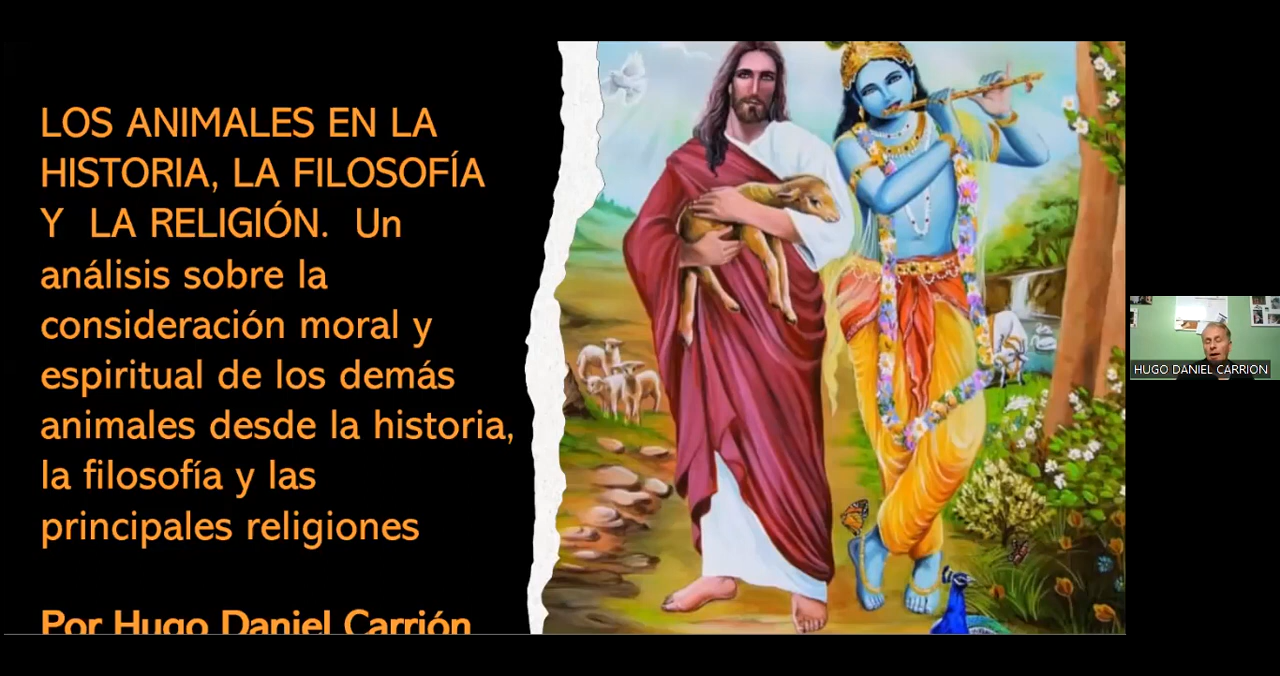 LOS ANIMALES EN LA
HISTORIA, LA FILOSOFÍA
Y LA RELIGIÓN. Un
análisis sobre la
consideración moral y
espiritual de los demás
animales desde la historia,
la filosofía y las
principales religiones
Por Hugo Daniel Carrión
HUGO DANIEL CARRION